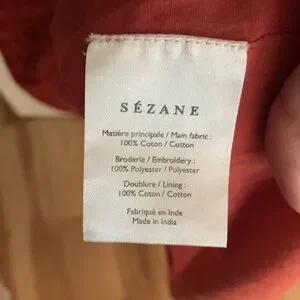 SÉZANE
Matière principale / Main fabric :
100% Coton / Cotton
Broderie / Embroidery :
100% Polyester / Polyester
Doublure / Lining :
100% Coton / Cotton
Fabriqué en Inde
Made in India